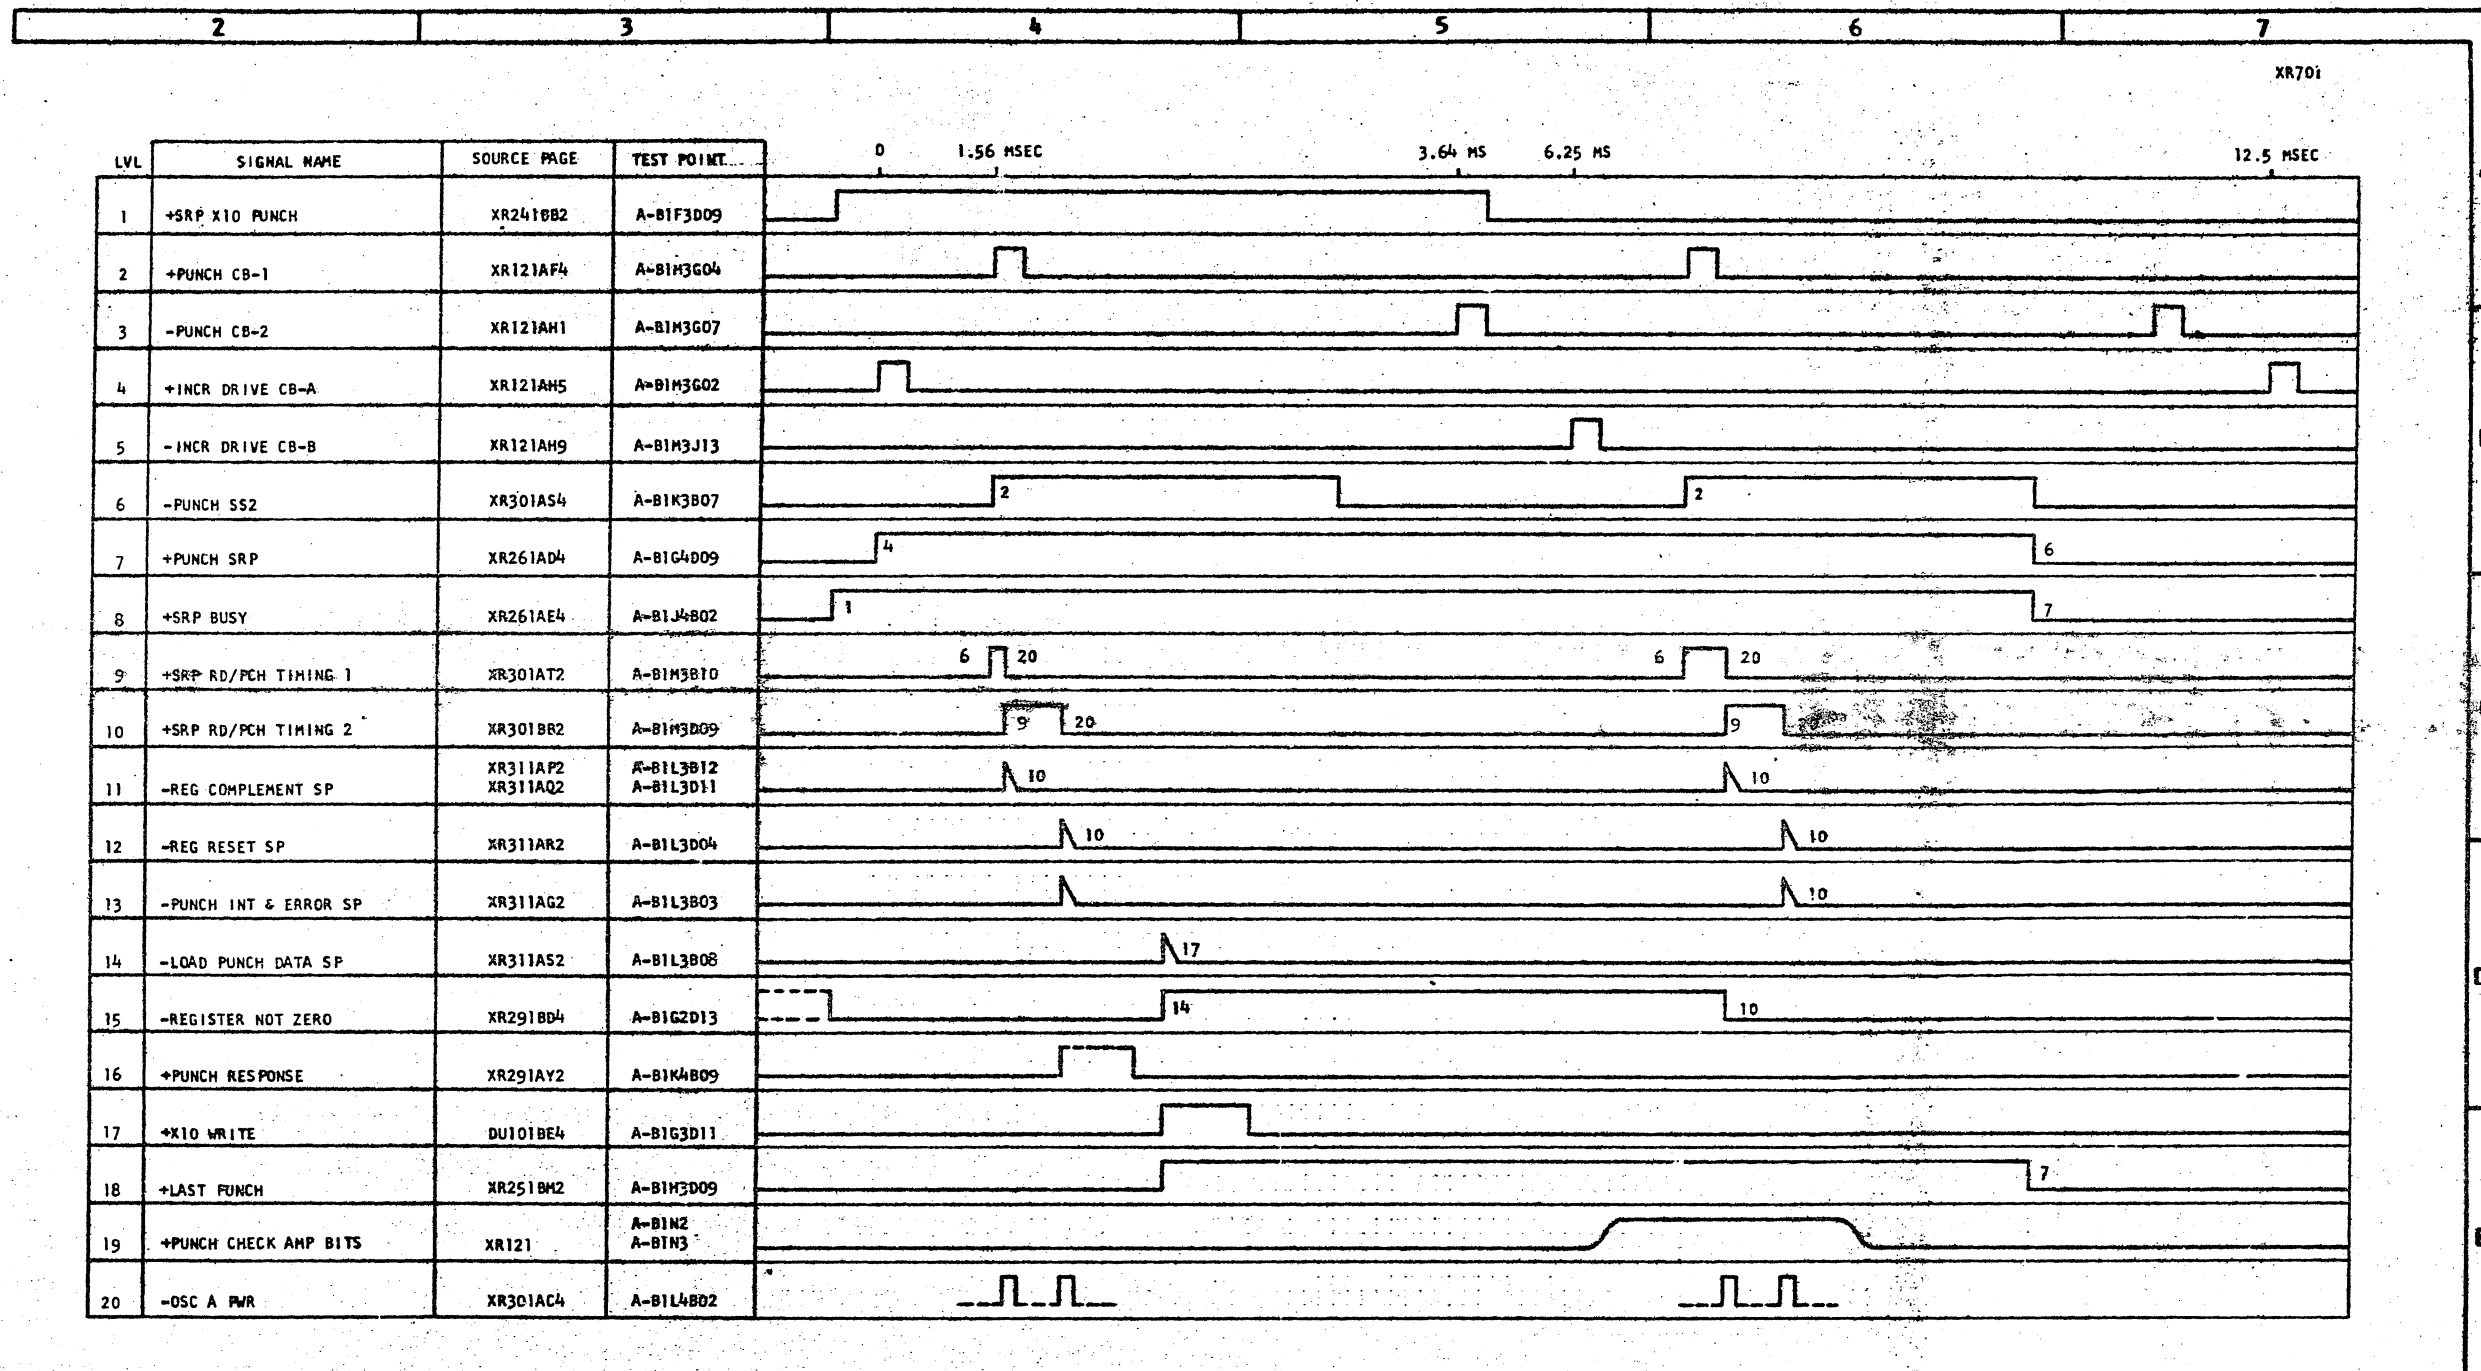 2 3 4 5 6 7
XR701
0 1.56 MSEC 3.64 MS 6.25 MS 12.5 MSEC
LVL SIGNAL NAME SOURCE PAGE TEST POINT
1 +SRP XIO PUNCH XR241BB2 A-B1F3D09
2 +PUNCH CB-1 XR121AF4 A-B1M3G04
3 -PUNCH CB-2 XR121AH1 A-B1M3G07
4 +INCR DRIVE CB-A XR121AH5 A-B1M3G02
5 -INCR DRIVE CB-B XR121AH9 A-B1M3J13
6 -PUNCH SS2 XR301AS4 A-B1K3B07 2 2
7 +PUNCH SRP XR261AD4 A-B1G4D09 4 6
8 +SRP BUSY XR261AE4 A-B1J4B02 1 7
9 +SRP RD/PCH TIMING 1 XR301AT2 A-B1M3B10 6 20 6 20
10 +SRP RD/PCH TIMING 2 XR301BB2 A-B1M3D09 9 20 9
XR311AP2 A-B1L3B12
11 -REG COMPLEMENT SP XR311AQ2 A-B1L3D11 10 10
12 -REG RESET SP XR311AR2 A-B1L3D04 10 10
13 -PUNCH INT & ERROR SP XR311AG2 A-B1L3B03 10
14 -LOAD PUNCH DATA SP XR311AS2 A-B1L3B08 17
15 -REGISTER NOT ZERO XR291BD4 A-B1G2D13 14 10
16 +PUNCH RESPONSE XR291AY2 A-B1K4B09
17 +XIO WRITE DU101BE4 A-B1G3D11
18 +LAST PUNCH XR251BM2 A-B1H3D09 7
A-B1N2
19 +PUNCH CHECK AMP BITS XR121 A-B1N3
20 -OSC A PWR XR301AC4 A-B1L4B02